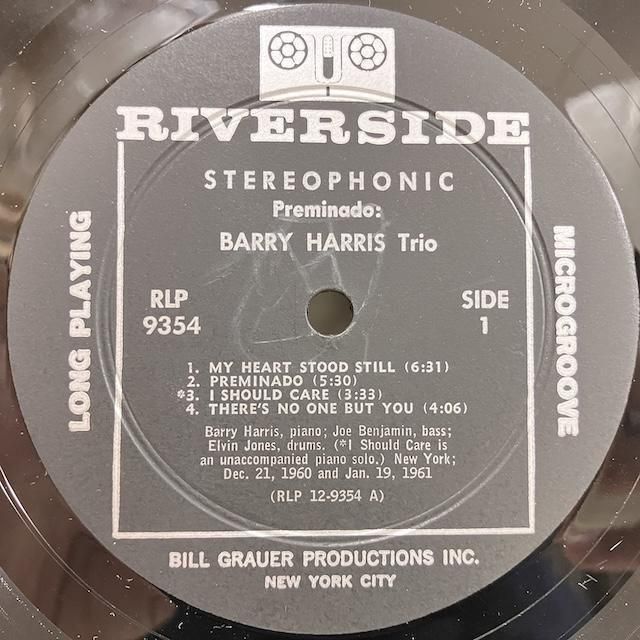 RIVERSIDE
STEREOPHONIC
Preminado:
BARRY HARRIS Trio
LONG PLAYING
MICROGROOVE
RLP
9354
SIDE
1
1. MY HEART STOOD STILL (6:31)
2. PREMINADO (5:30)
*3. I SHOULD CARE (3:33)
4. THERE'S NO ONE BUT YOU (4:06)
Barry Harris, piano; Joe Benjamin, bass;
Elvin Jones, drums. (*I Should Care is
an unaccompanied piano solo.) New York;
Dec. 21, 1960 and Jan. 19, 1961
(RLP 12-9354 A)
BILL GRAUER PRODUCTIONS INC.
NEW YORK CITY